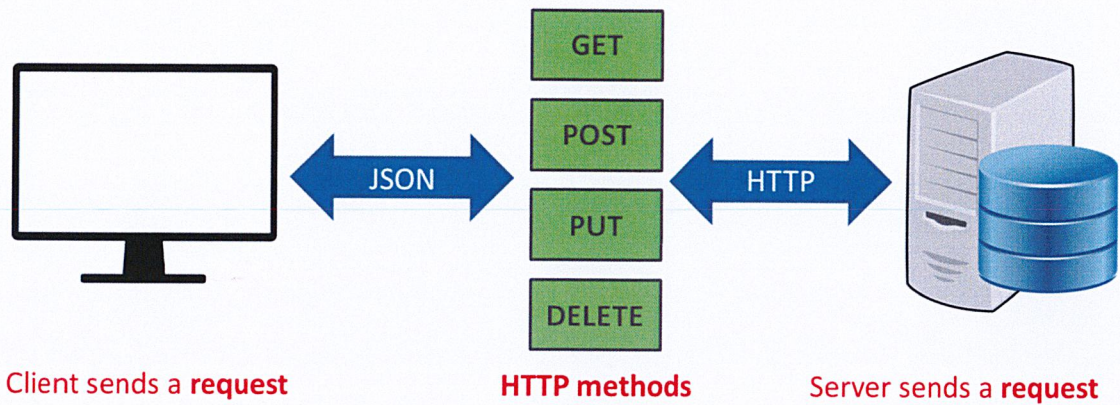 GET
POST
JSON
HTTP
PUT
DELETE
Client sends a request
HTTP methods
Server sends a request